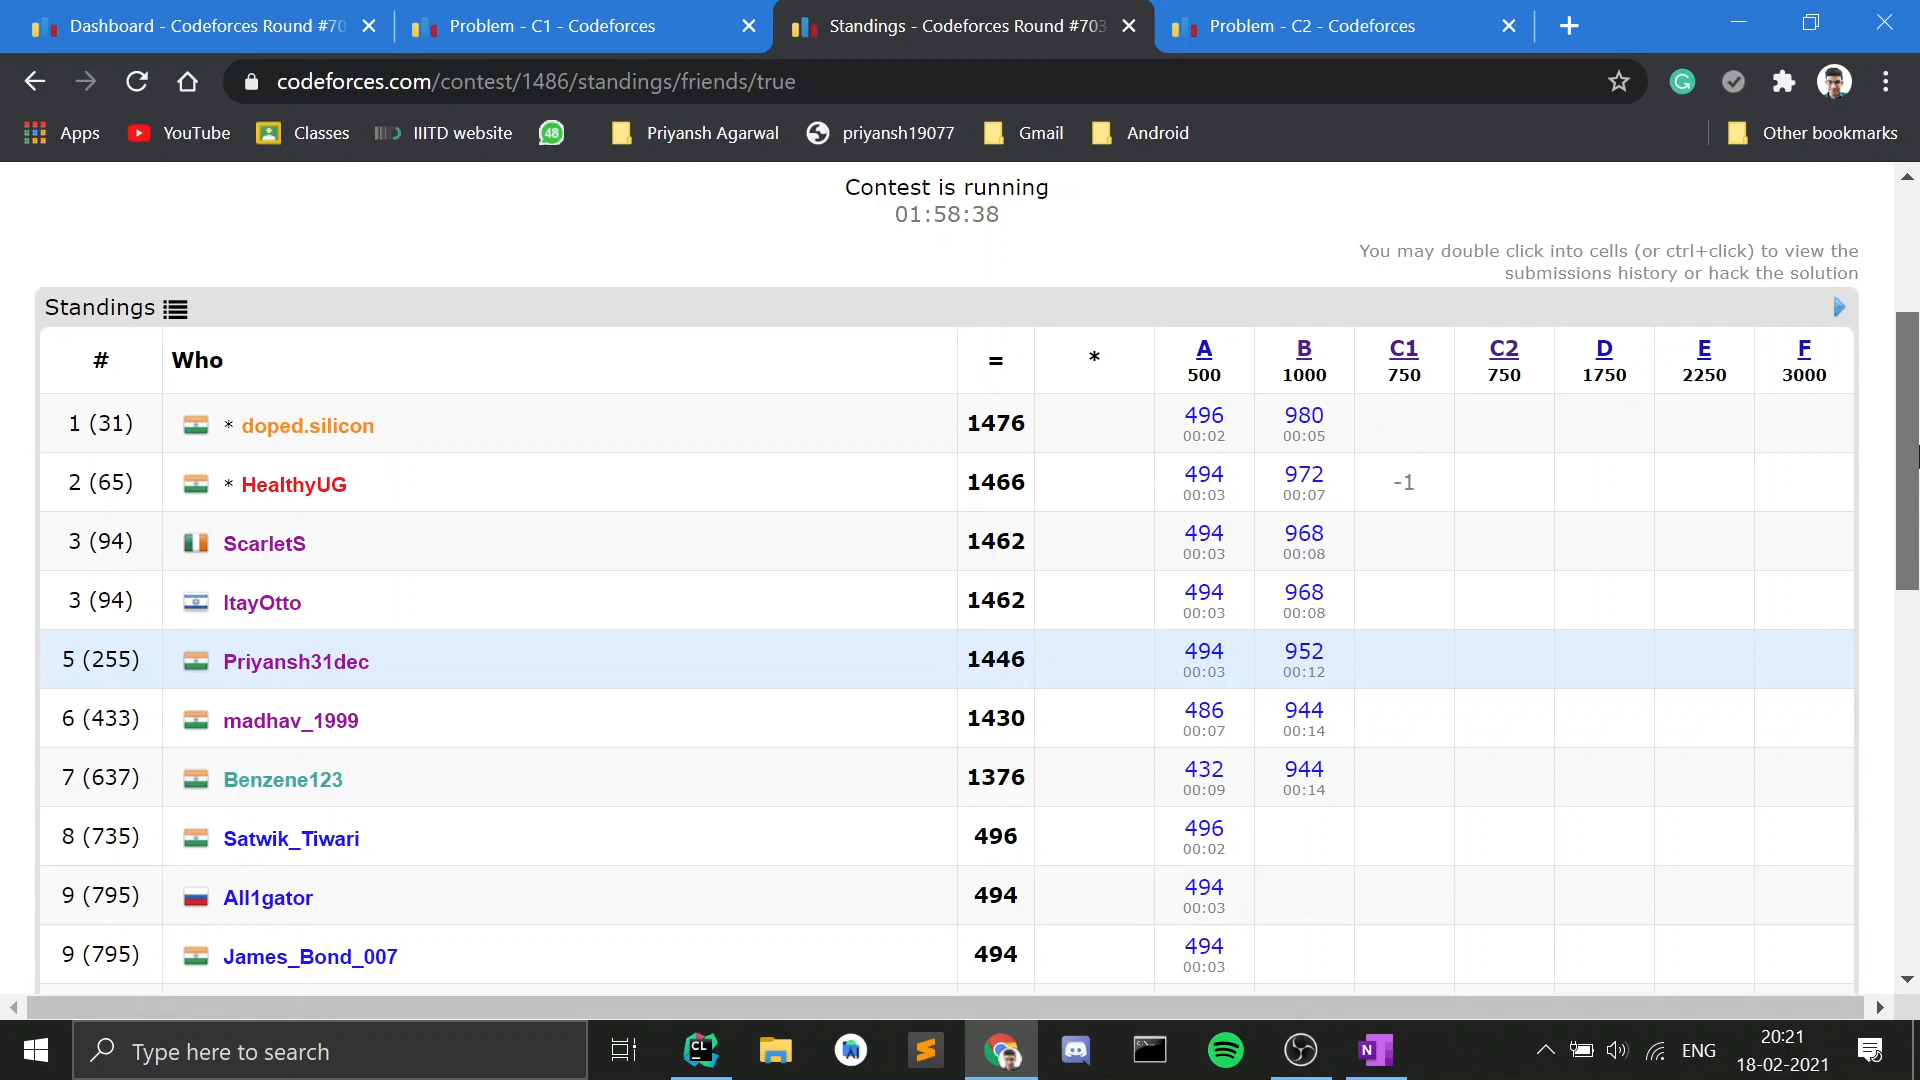 Dashboard - Codeforces Round #70
Problem - C1 - Codeforces
Standings - Codeforces Round #703
Problem - C2 - Codeforces
codeforces.com/contest/1486/standings/friends/true
Apps YouTube Classes IIITD website 48 Priyansh Agarwal priyansh19077 Gmail Android Other bookmarks
Contest is running
01:58:38
You may double click into cells (or ctrl+click) to view the
submissions history or hack the solution
Standings
# Who = * A 500 B 1000 C1 750 C2 750 D 1750 E 2250 F 3000
1 (31) * doped.silicon 1476 496 00:02 980 00:05
2 (65) * HealthyUG 1466 494 00:03 972 00:07 -1
3 (94) ScarletS 1462 494 00:03 968 00:08
3 (94) ItayOtto 1462 494 00:03 968 00:08
5 (255) Priyansh31dec 1446 494 00:03 952 00:12
6 (433) madhav_1999 1430 486 00:07 944 00:14
7 (637) Benzene123 1376 432 00:09 944 00:14
8 (735) Satwik_Tiwari 496 496 00:02
9 (795) All1gator 494 494 00:03
9 (795) James_Bond_007 494 494 00:03
Type here to search
CL
N
ENG
20:21
18-02-2021